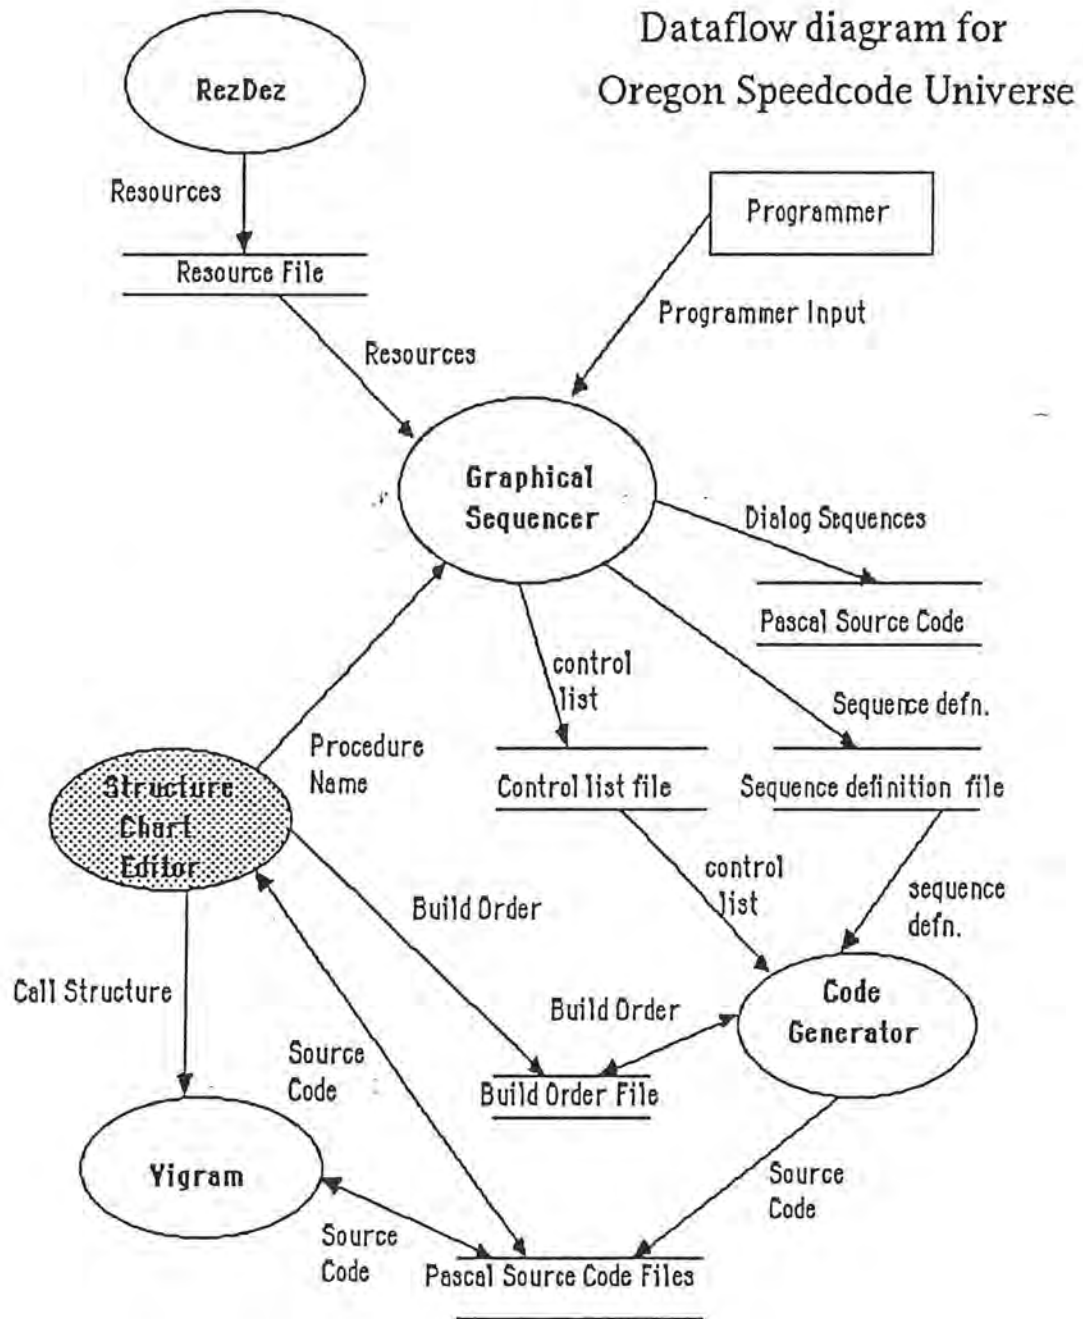 Dataflow diagram for
Oregon Speedcode Universe
RezDez
Resources
Resource File
Programmer
Programmer Input
Resources
Graphical
Sequencer
Dialog Sequences
Pascal Source Code
control
list
Sequence defn.
Procedure
Name
Control list file
Sequence definition file
Structure
Chart
Editor
control
list
sequence
defn.
Build Order
Call Structure
Code
Generator
Build Order
Source
Code
Build Order File
Vigram
Source
Code
Source
Code
Pascal Source Code Files